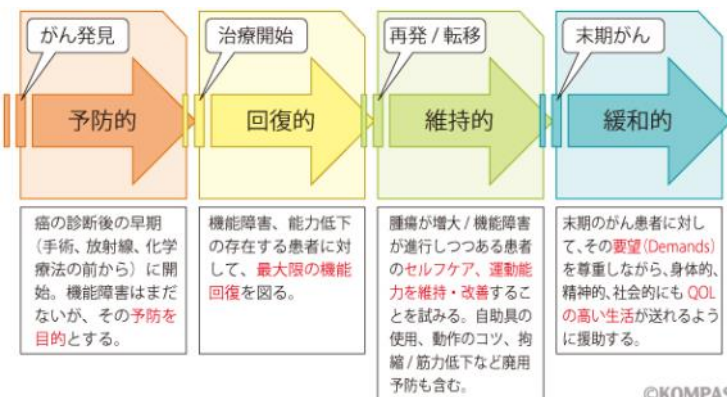 がん発見
治療開始
再発 / 転移
末期がん
予防的
回復的
維持的
緩和的
癌の診断後の早期
(手術、放射線、化学
療法の前から) に開
始。機能障害はまだ
ないが、その予防を
目的とする。
機能障害、能力低下
の存在する患者に対
して、最大限の機能
回復を図る。
腫瘍が増大 / 機能障害
が進行しつつある患者
のセルフケア、運動能
力を維持・改善するこ
とを試みる。自助具の
使用、動作のコツ、拘
縮 / 筋力低下など廃用
予防も含む。
末期のがん患者に対し
て、その要望(Demands)
を尊重しながら、身体的、
精神的、社会的にも QOL
の高い生活が送れるよう
に援助する。
©KOMPAS